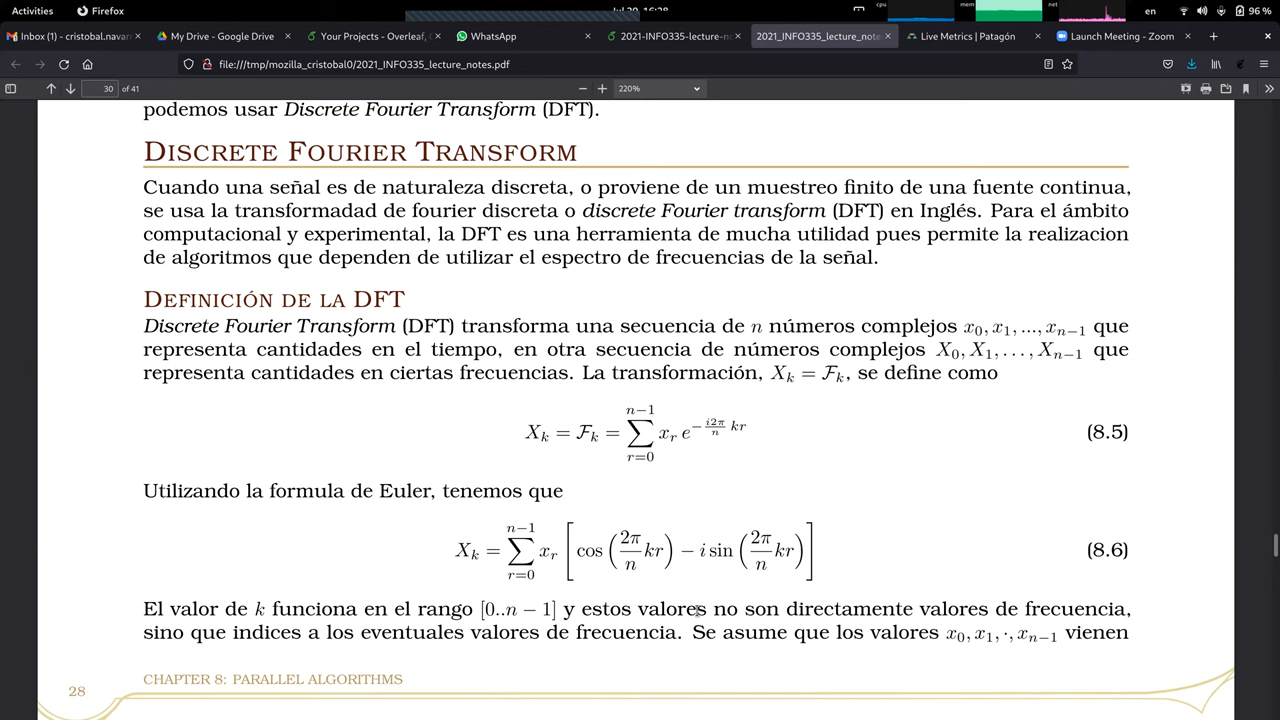 Activities Firefox Jul 20 16:28 cpu mem net en 96 %
Inbox (1) - cristobal.navar My Drive - Google Drive Your Projects - Overleaf, WhatsApp 2021-INFO335-lecture-no 2021_INFO335_lecture_note Live Metrics | Patagón Launch Meeting - Zoom
file:///tmp/mozilla_cristobal0/2021_INFO335_lecture_notes.pdf
30 of 41 220%
podemos usar Discrete Fourier Transform (DFT).
DISCRETE FOURIER TRANSFORM
Cuando una señal es de naturaleza discreta, o proviene de un muestreo finito de una fuente continua,
se usa la transformadad de fourier discreta o discrete Fourier transform (DFT) en Inglés. Para el ámbito
computacional y experimental, la DFT es una herramienta de mucha utilidad pues permite la realizacion
de algoritmos que dependen de utilizar el espectro de frecuencias de la señal.
DEFINICIÓN DE LA DFT
Discrete Fourier Transform (DFT) transforma una secuencia de n números complejos x₀, x₁, ..., xₙ₋₁ que
representa cantidades en el tiempo, en otra secuencia de números complejos X₀, X₁, . . . , Xₙ₋₁ que
representa cantidades en ciertas frecuencias. La transformación, Xₖ = ℱₖ, se define como
Xₖ = ℱₖ = ∑_{r=0}^{n−1} xᵣ e^{−(i2π/n) kr} (8.5)
Utilizando la formula de Euler, tenemos que
Xₖ = ∑_{r=0}^{n−1} xᵣ [cos(2π/n kr) − i sin(2π/n kr)] (8.6)
El valor de k funciona en el rango [0..n − 1] y estos valores no son directamente valores de frecuencia,
sino que indices a los eventuales valores de frecuencia. Se asume que los valores x₀, x₁, ·, xₙ₋₁ vienen
28 CHAPTER 8: PARALLEL ALGORITHMS